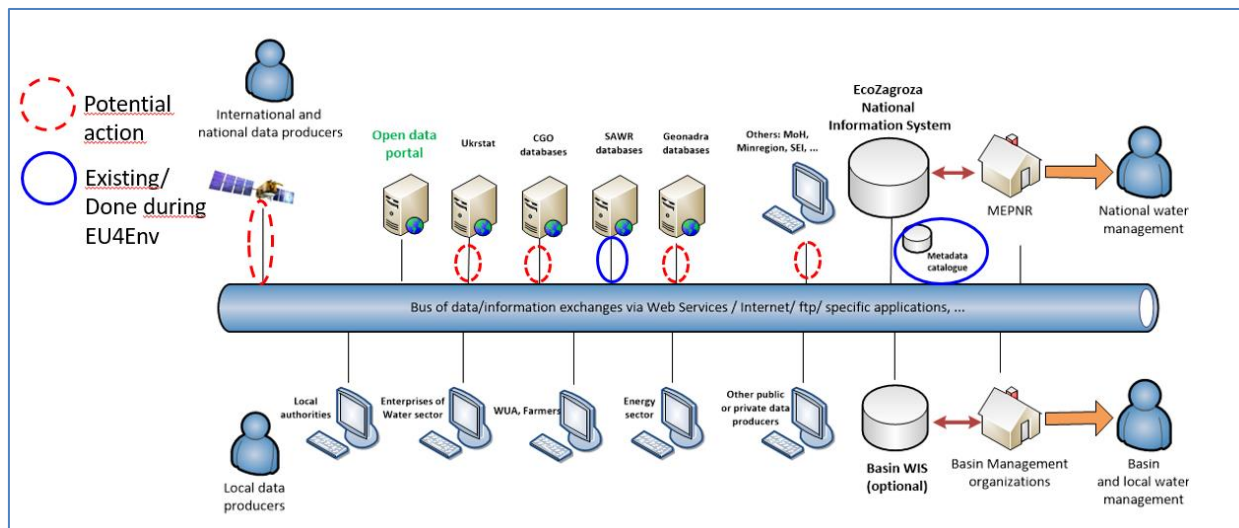 Potential
action
Existing/
Done during
EU4Env
International and
national data producers
Open data
portal
Ukrstat
CGO
databases
SAWR
databases
Geonadra
databases
Others: MoH,
Minregion, SEI, ...
EcoZagroza
National
Information System
MEPNR
National water
management
Metadata
catalogue
Bus of data/information exchanges via Web Services / Internet/ ftp/ specific applications, ...
Local
authorities
Enterprises of
Water sector
WUA, Farmers
Energy
sector
Other public
or private data
producers
Local data
producers
Basin WIS
(optional)
Basin Management
organizations
Basin
and local water
management